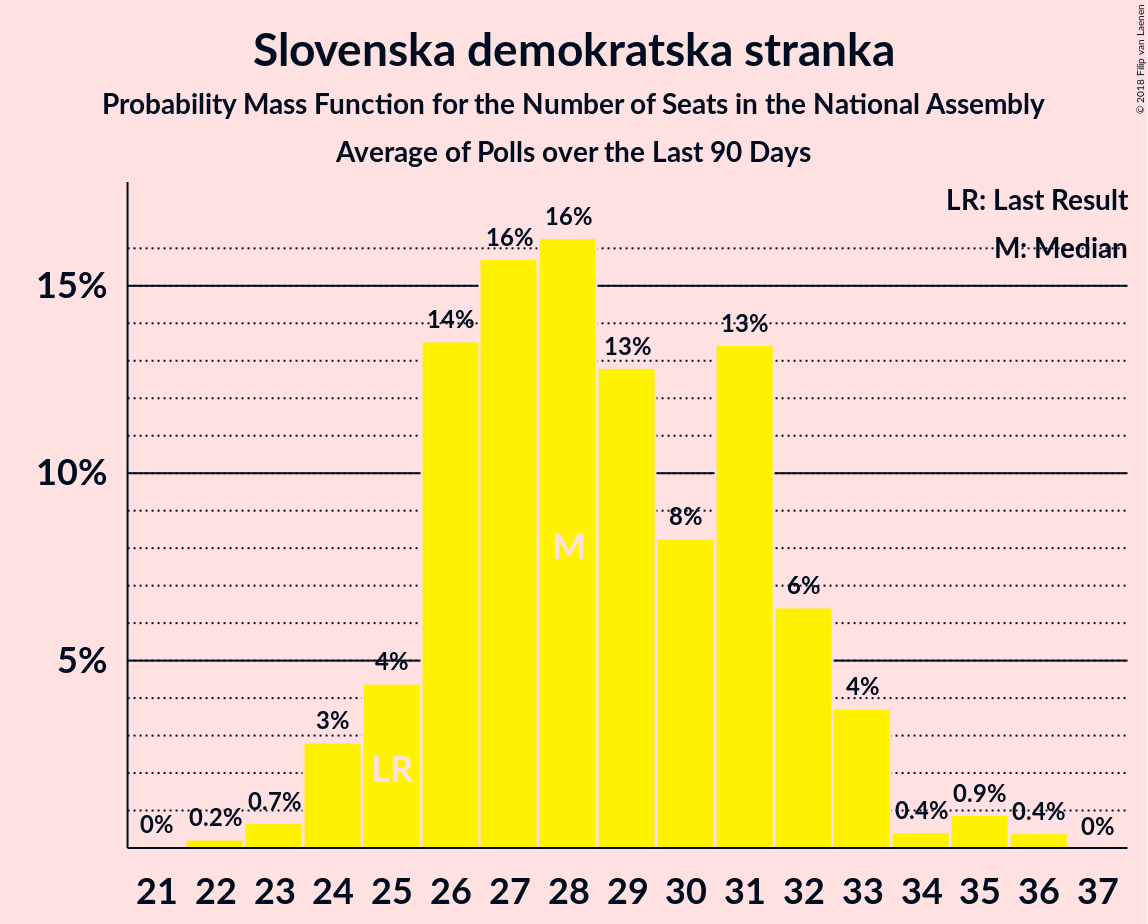 Slovenska demokratska stranka
Probability Mass Function for the Number of Seats in the National Assembly
Average of Polls over the Last 90 Days
© 2018 Filip van Laenen
LR: Last Result
M: Median
15%
10%
5%
0% 0.2% 0.7% 3% 4% 14% 16% 16% 13% 8% 13% 6% 4% 0.4% 0.9% 0.4% 0%
M
LR
21 22 23 24 25 26 27 28 29 30 31 32 33 34 35 36 37